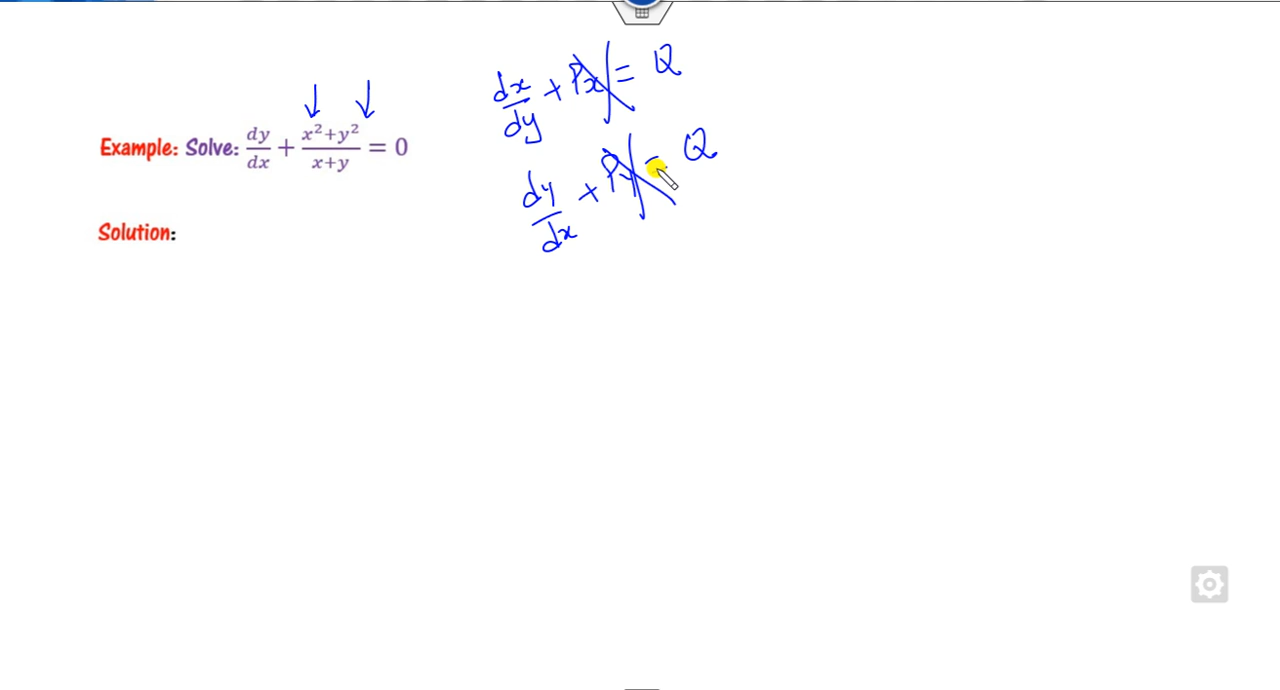 dx/dy + Px = Q
Example: Solve: dy/dx + x²+y²/x+y = 0
dy/dx + Py = Q
Solution: